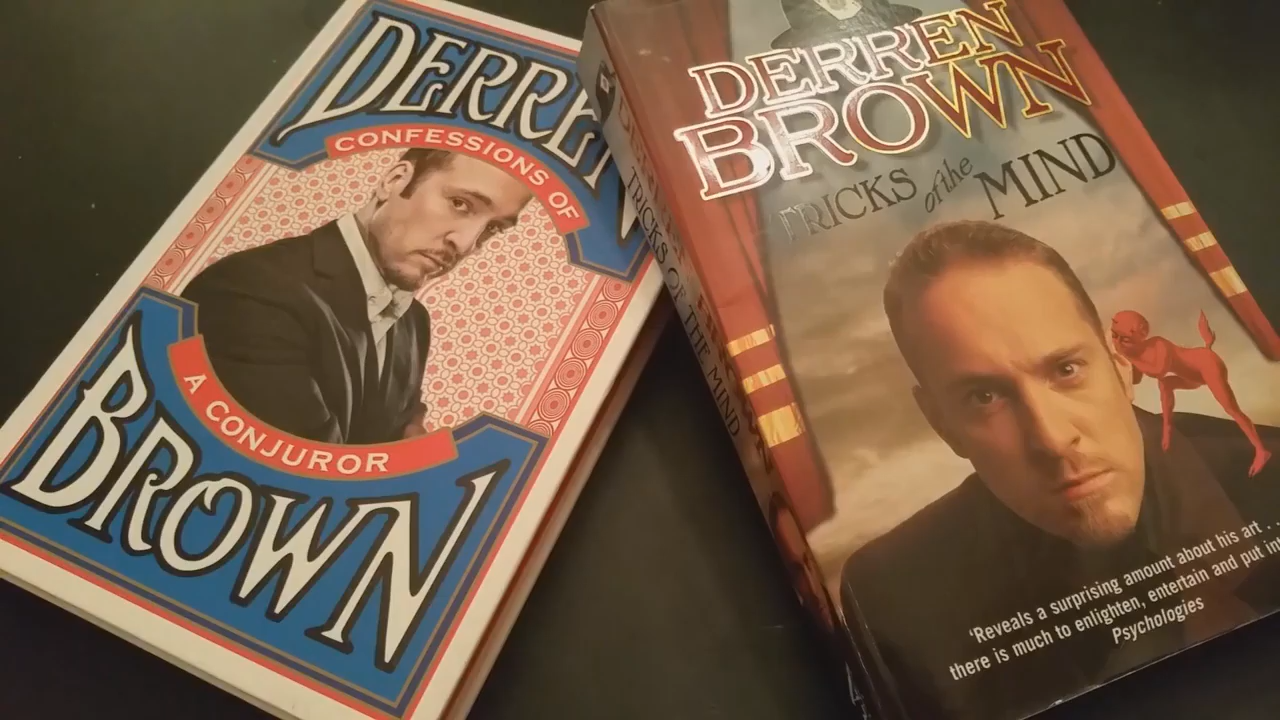 DERREN
CONFESSIONS OF
A CONJUROR
BROWN
DERREN
BROWN
TRICKS of the MIND
TRICKS OF THE MIND
'Reveals a surprising amount about his art . .
there is much to enlighten, entertain and put int
Psychologies